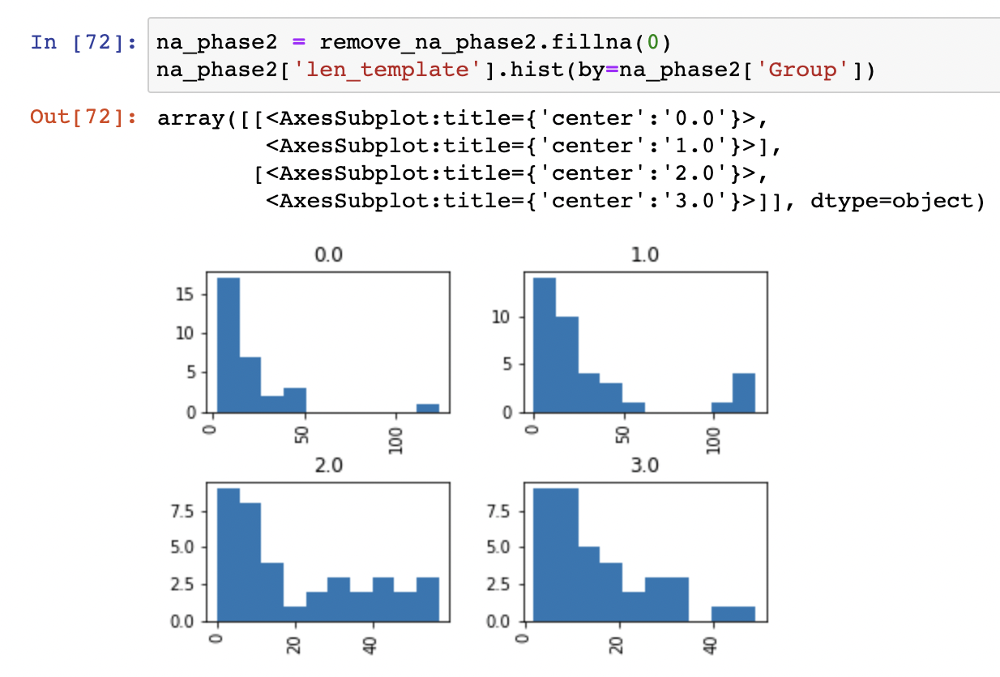 In [72]: na_phase2 = remove_na_phase2.fillna(0)
na_phase2['len_template'].hist(by=na_phase2['Group'])
Out[72]: array([[<AxesSubplot:title={'center':'0.0'}>,
<AxesSubplot:title={'center':'1.0'}>],
[<AxesSubplot:title={'center':'2.0'}>,
<AxesSubplot:title={'center':'3.0'}>]], dtype=object)
0.0
15
10
5
0
0 50 100
1.0
10
5
0
0 50 100
2.0
7.5
5.0
2.5
0.0
0 20 40
3.0
7.5
5.0
2.5
0.0
0 20 40